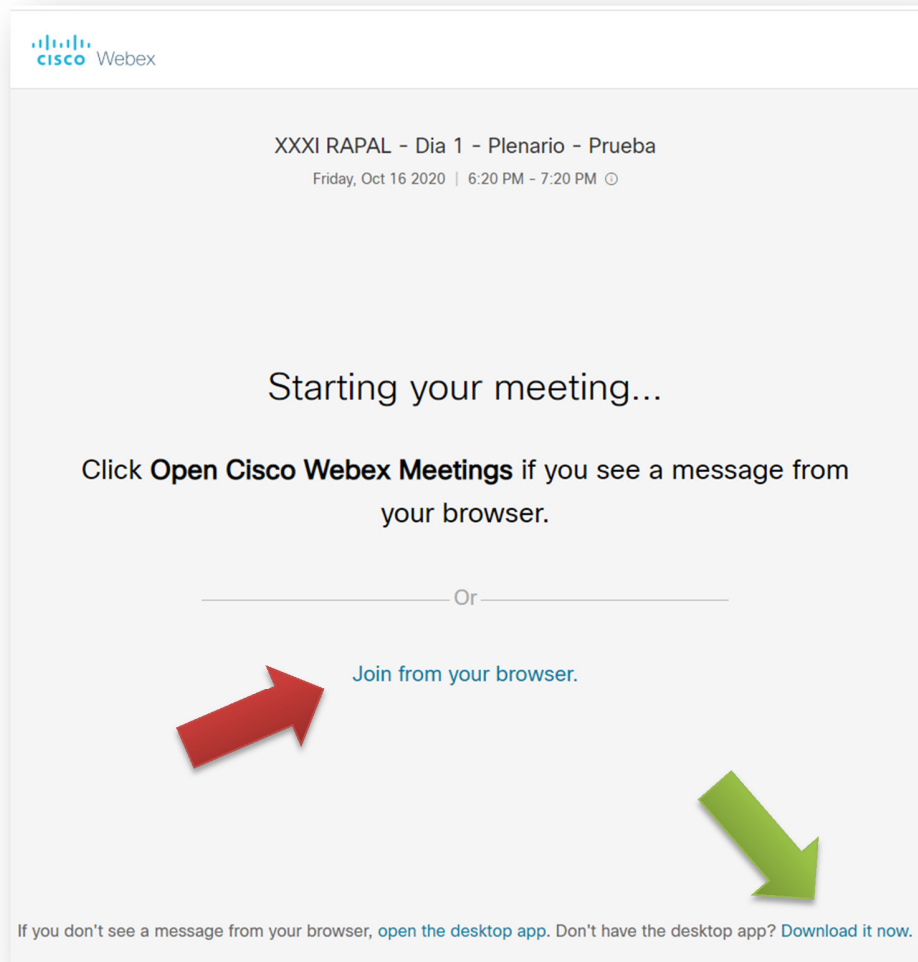 CISCO Webex
XXXI RAPAL - Dia 1 - Plenario - Prueba
Friday, Oct 16 2020 | 6:20 PM - 7:20 PM
Starting your meeting...
Click Open Cisco Webex Meetings if you see a message from
your browser.
Or
Join from your browser.
If you don't see a message from your browser, open the desktop app. Don't have the desktop app? Download it now.